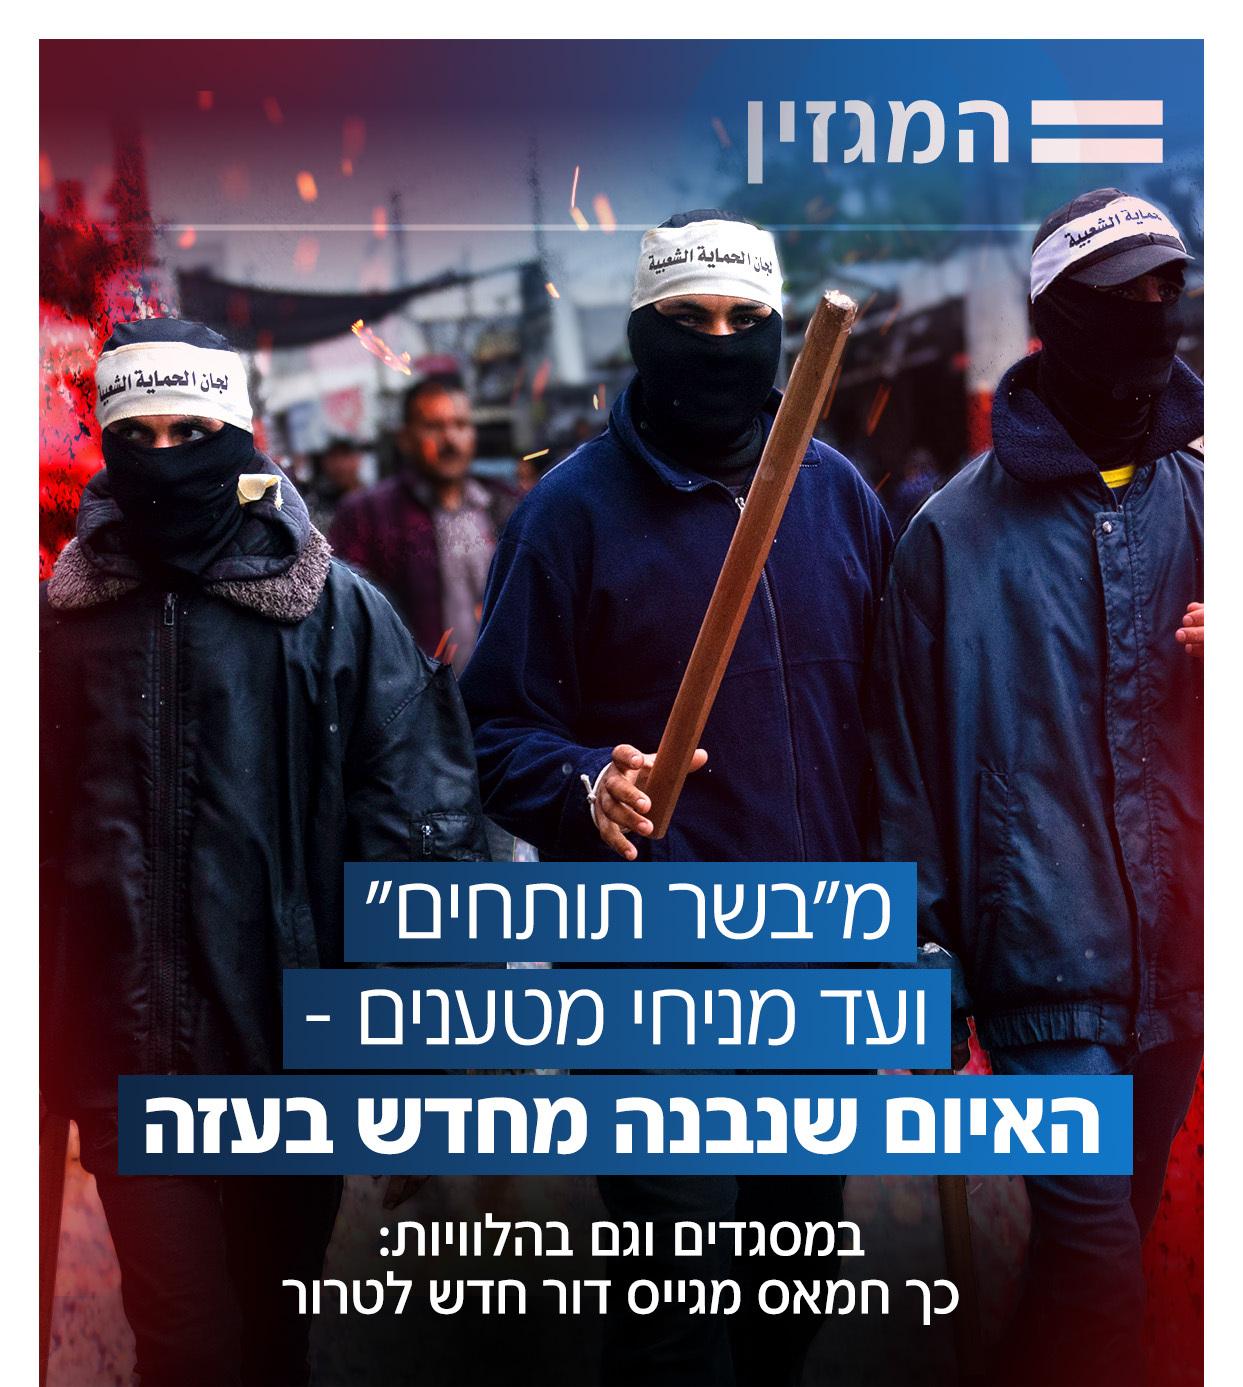 המגזין
لجان الحماية الشعبية
حماية الشعبية
لجان الحماية الشعبية
מ"בשר תותחים"
ועד מניחי מטענים -
האיום שנבנה מחדש בעזה
במסגדים וגם בהלוויות:
כך חמאס מגייס דור חדש לטרור